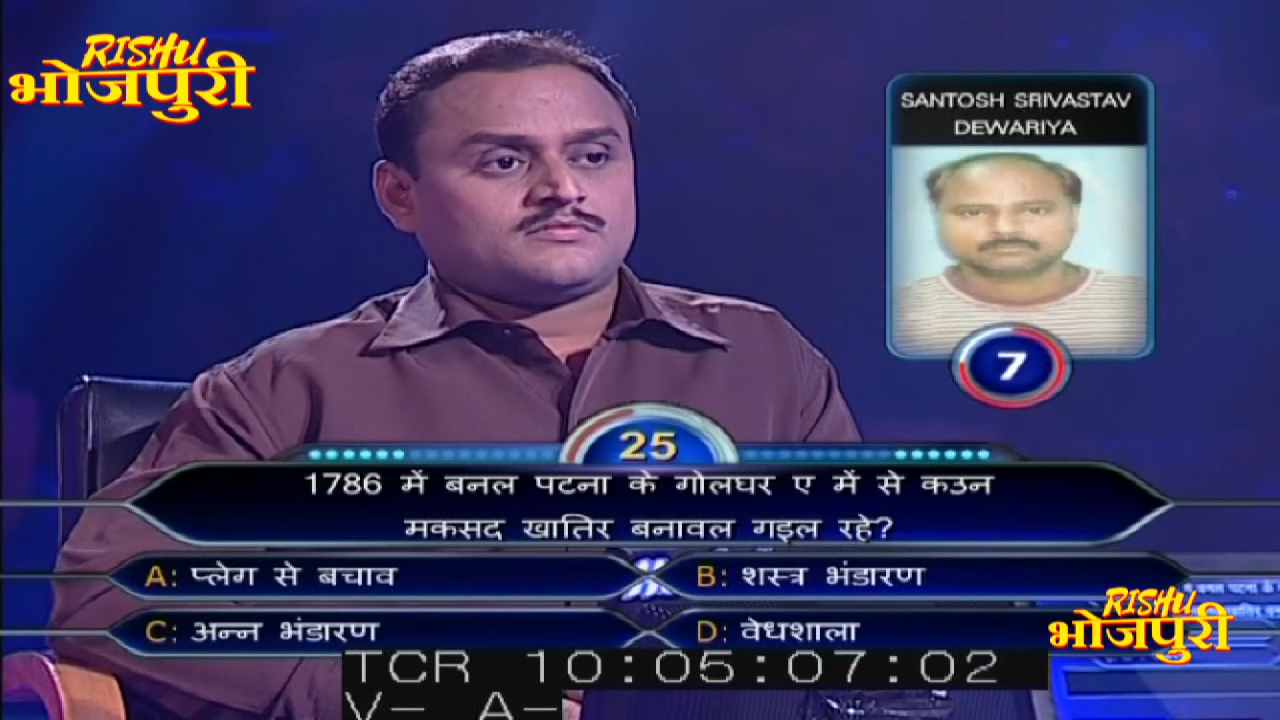 RISHU
भोजपुरी
SANTOSH SRIVASTAV
DEWARIYA
7
25
1786 में बनल पटना के गोलघर ए में से कउन
मकसद खातिर बनावल गइल रहे?
A: प्लेग से बचाव
B: शस्त्र भंडारण
C: अन्न भंडारण
D: वेधशाला
RISHU
भोजपुरी
TCR 10:05:07:02
V- A-